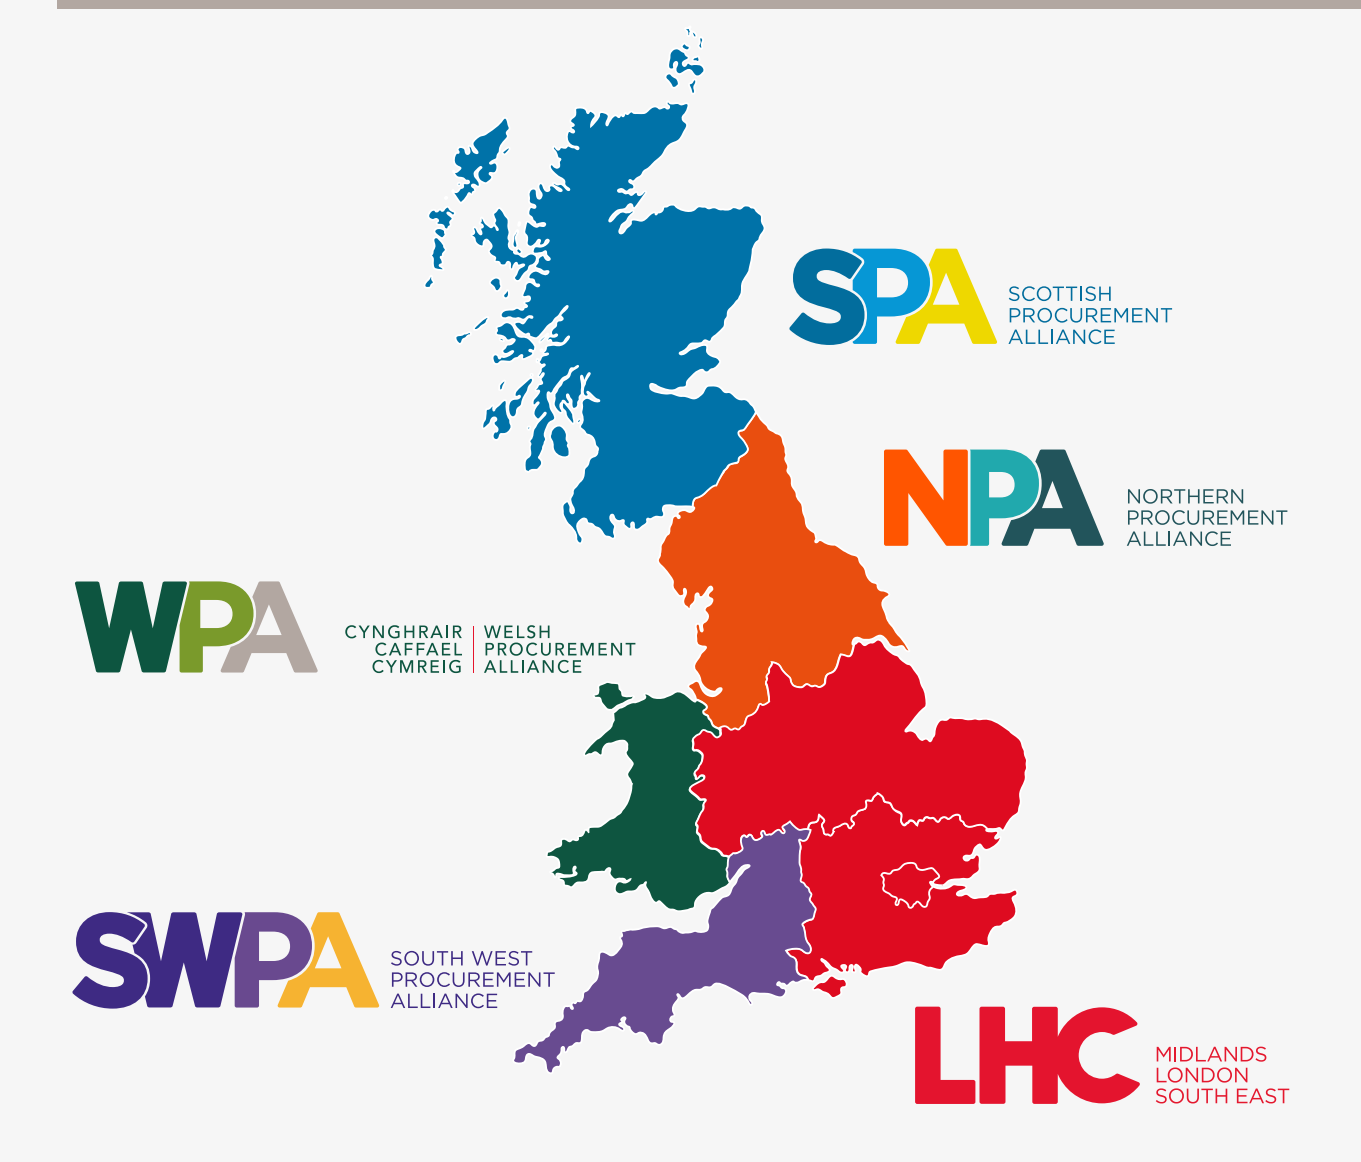 SPA
SCOTTISH
PROCUREMENT
ALLIANCE
NPA
NORTHERN
PROCUREMENT
ALLIANCE
WPA
CYNGHRAIR
CAFFAEL
CYMREIG
WELSH
PROCUREMENT
ALLIANCE
SWPA
SOUTH WEST
PROCUREMENT
ALLIANCE
LHC
MIDLANDS
LONDON
SOUTH EAST